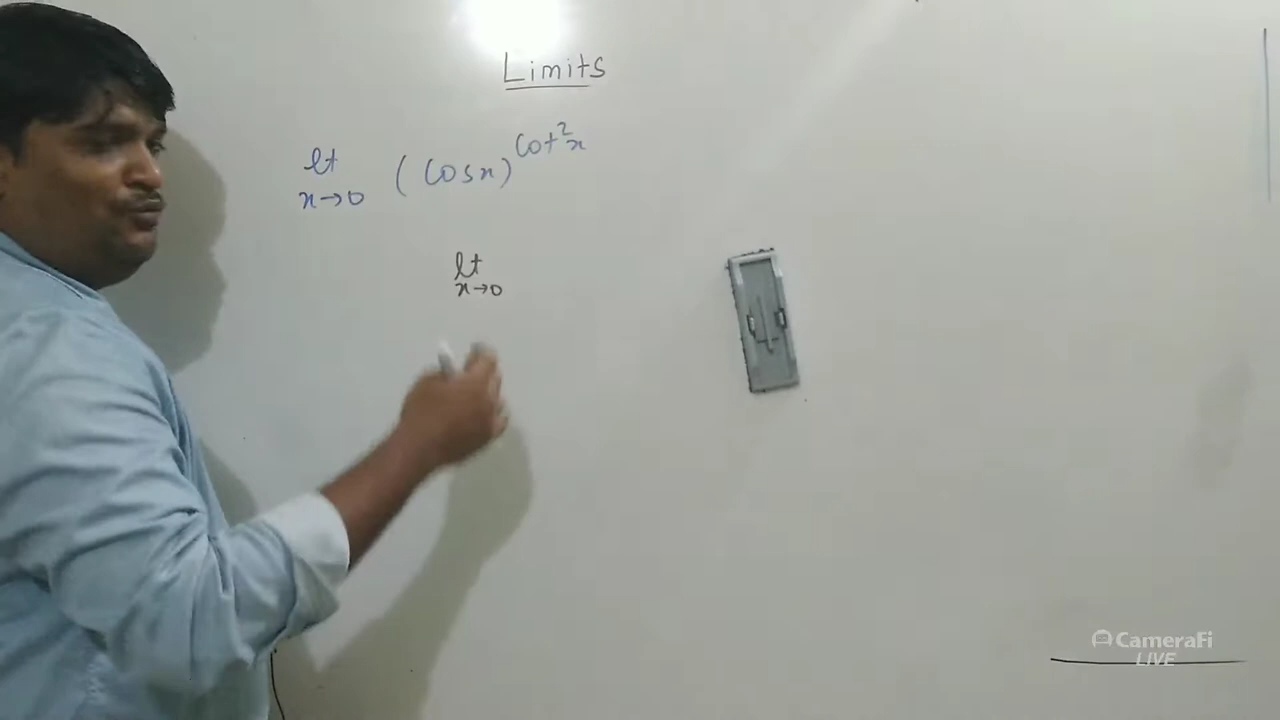 Limits
lt (cosx)^cot²x
x→0
lt
x→0
CameraFi
LIVE